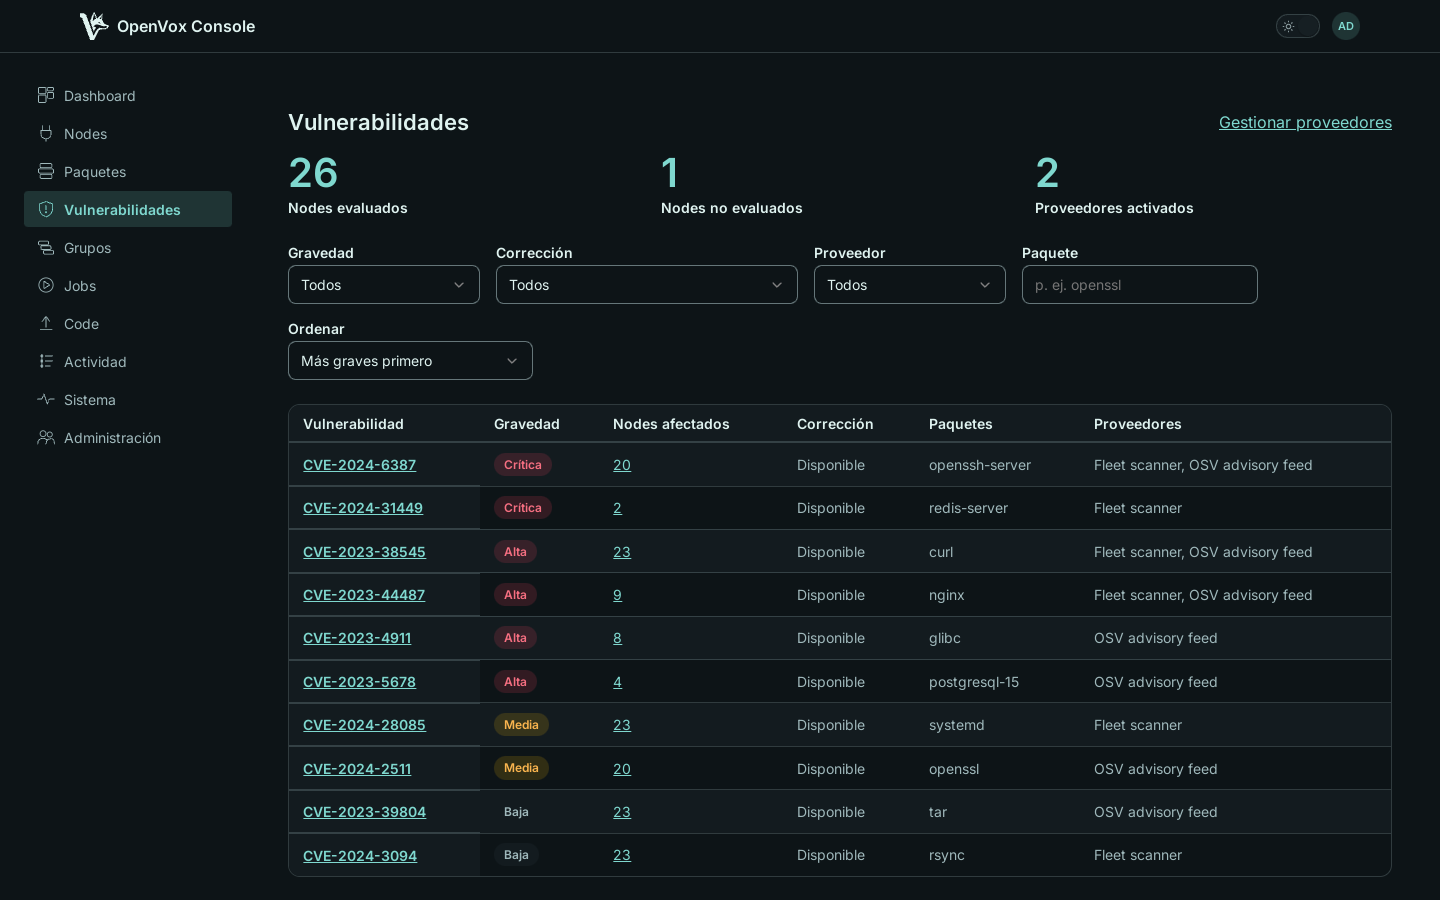 OpenVox Console
AD
Dashboard
Nodes
Paquetes
Vulnerabilidades
Grupos
Jobs
Code
Actividad
Sistema
Administración
Vulnerabilidades
Gestionar proveedores
26
Nodes evaluados
1
Nodes no evaluados
2
Proveedores activados
Gravedad
Todos
Corrección
Todos
Proveedor
Todos
Paquete
p. ej. openssl
Ordenar
Más graves primero
Vulnerabilidad Gravedad Nodes afectados Corrección Paquetes Proveedores
CVE-2024-6387 Crítica 20 Disponible openssh-server Fleet scanner, OSV advisory feed
CVE-2024-31449 Crítica 2 Disponible redis-server Fleet scanner
CVE-2023-38545 Alta 23 Disponible curl Fleet scanner, OSV advisory feed
CVE-2023-44487 Alta 9 Disponible nginx Fleet scanner, OSV advisory feed
CVE-2023-4911 Alta 8 Disponible glibc OSV advisory feed
CVE-2023-5678 Alta 4 Disponible postgresql-15 OSV advisory feed
CVE-2024-28085 Media 23 Disponible systemd Fleet scanner
CVE-2024-2511 Media 20 Disponible openssl OSV advisory feed
CVE-2023-39804 Baja 23 Disponible tar OSV advisory feed
CVE-2024-3094 Baja 23 Disponible rsync Fleet scanner